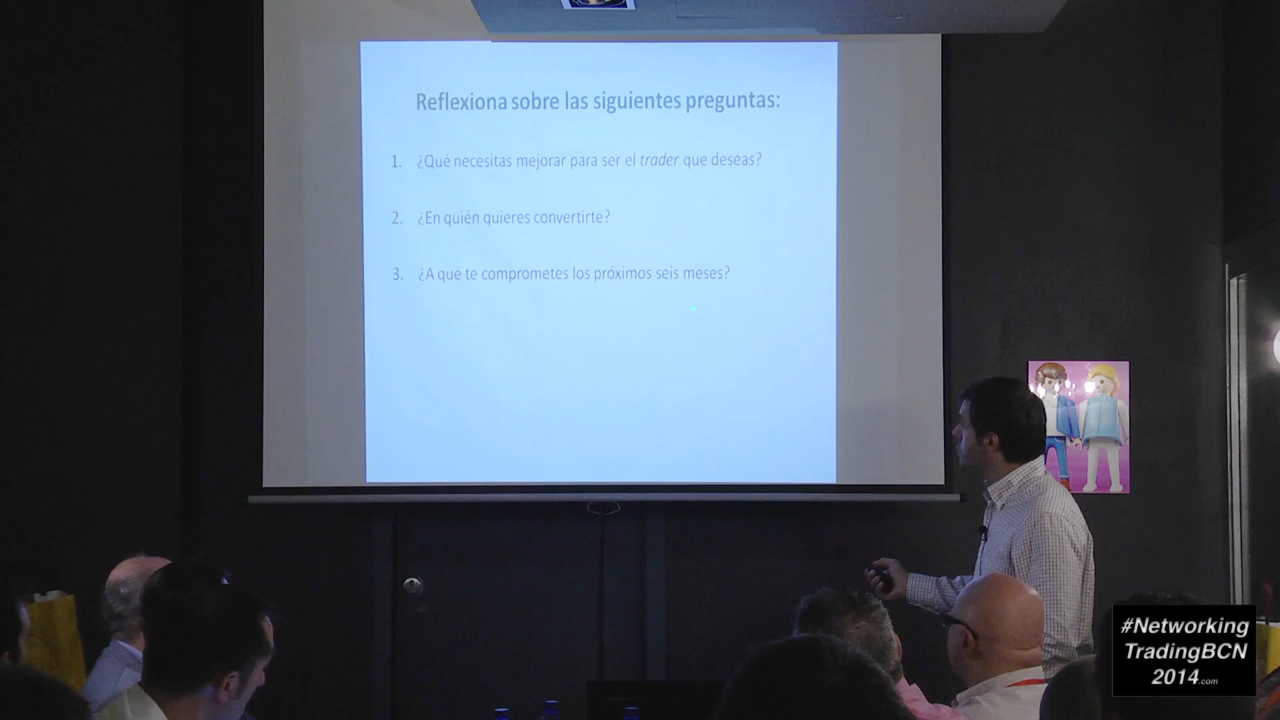 Reflexiona sobre las siguientes preguntas:
1. ¿Qué necesitas mejorar para ser el trader que deseas?
2. ¿En quién quieres convertirte?
3. ¿A qué te comprometes los próximos seis meses?
#Networking
TradingBCN
2014.com